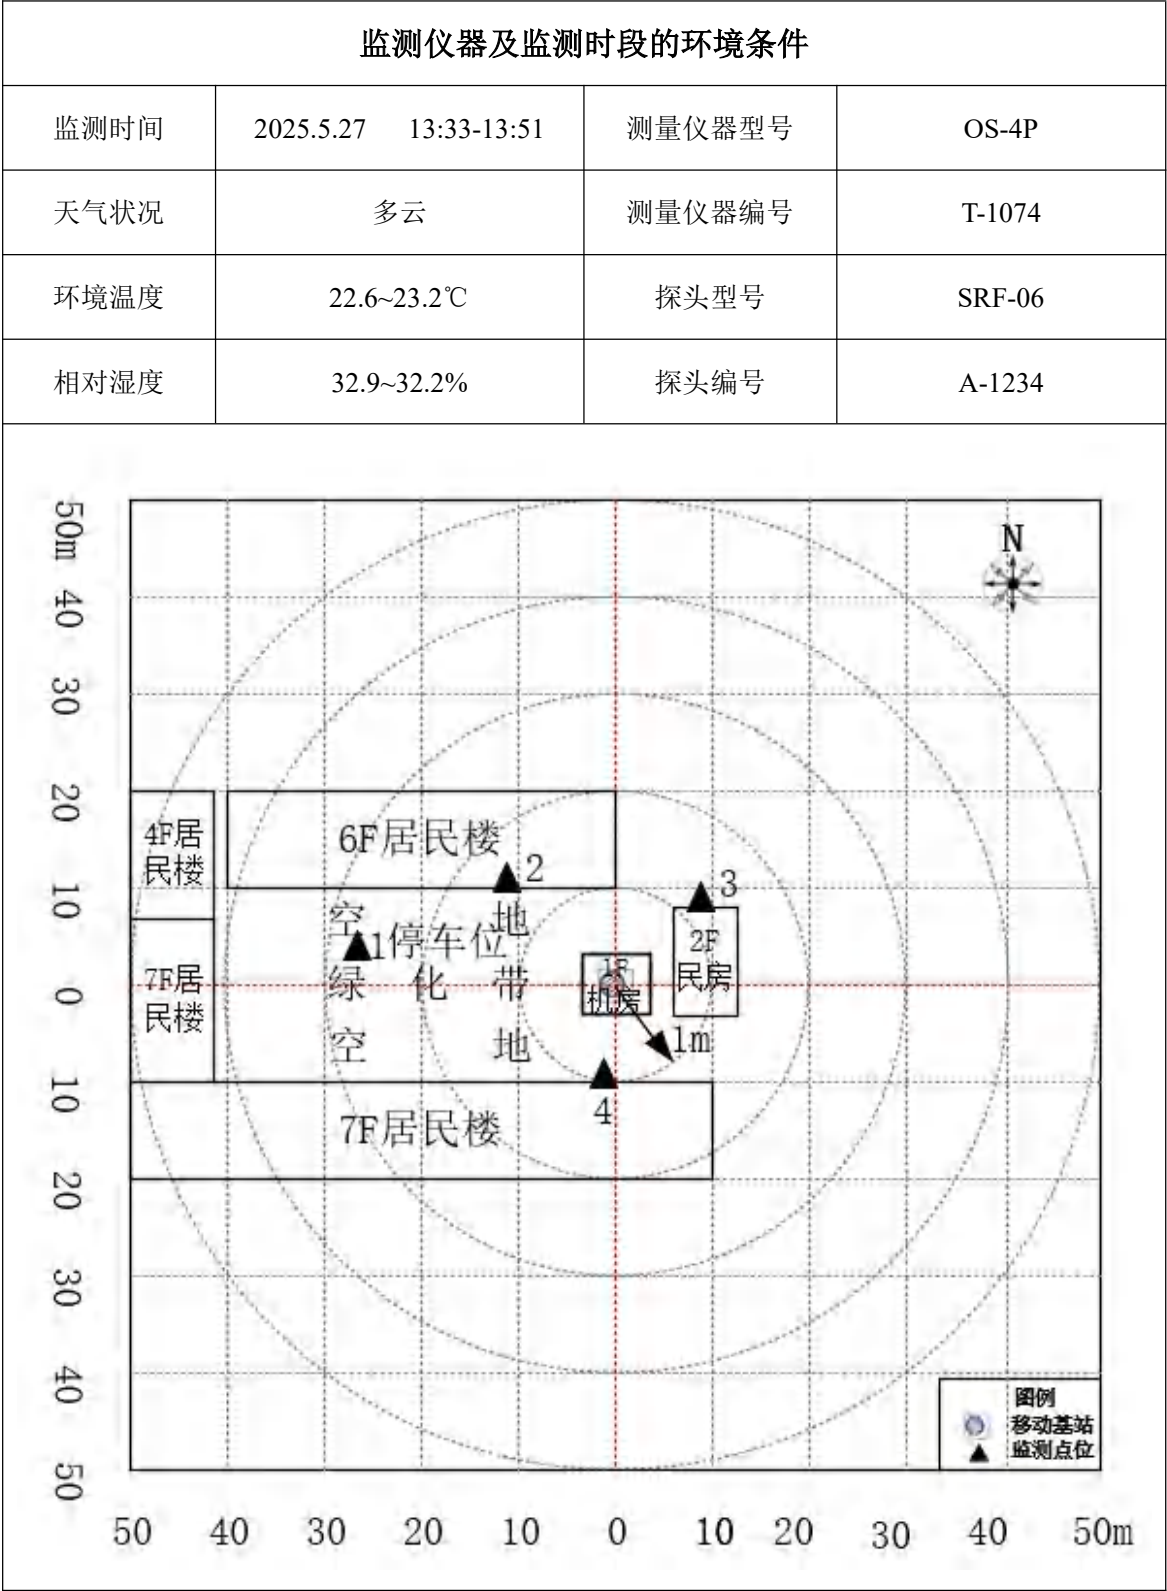 监测仪器及监测时段的环境条件
监测时间 2025.5.27 13:33-13:51 测量仪器型号 OS-4P
天气状况 多云 测量仪器编号 T-1074
环境温度 22.6~23.2℃ 探头型号 SRF-06
相对湿度 32.9~32.2% 探头编号 A-1234
50m
N
40
30
20
4F居
民楼
6F居民楼
2
3
10
空 地
1停车位
2F
民房
7F居
民楼
绿 化 带
1F
机房
0
空 地
1m
10
4
7F居民楼
20
30
40
图例
移动基站
监测点位
50
50 40 30 20 10 0 10 20 30 40 50m